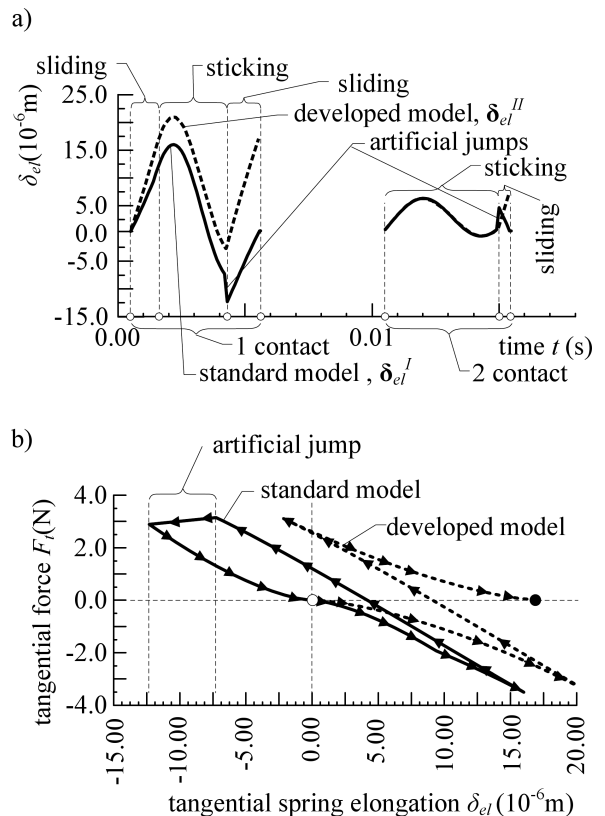 a)
sliding
sticking
sliding
25.0
developed model, δel^II
15.0
artificial jumps
δel(10⁻⁶m)
sticking
5.0
0.0
-5.0
sliding
-15.0
0.00
0.01
time t (s)
1 contact
standard model , δel^I
2 contact
b)
artificial jump
standard model
4.0
developed model
2.0
tangential force Ft(N)
0.0
-2.0
-4.0
-15.00
-10.00
-5.00
0.00
5.00
10.00
15.00
20.00
tangential spring elongation δel (10⁻⁶m)